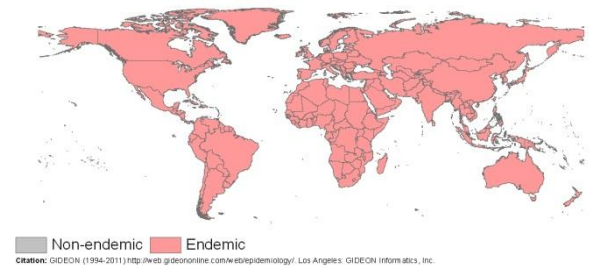 Non-endemic Endemic
Citation: GIDEON (1994-2011) http://web.gideononline.com/web/epidemiology/. Los Angeles: GIDEON Informatics, Inc.